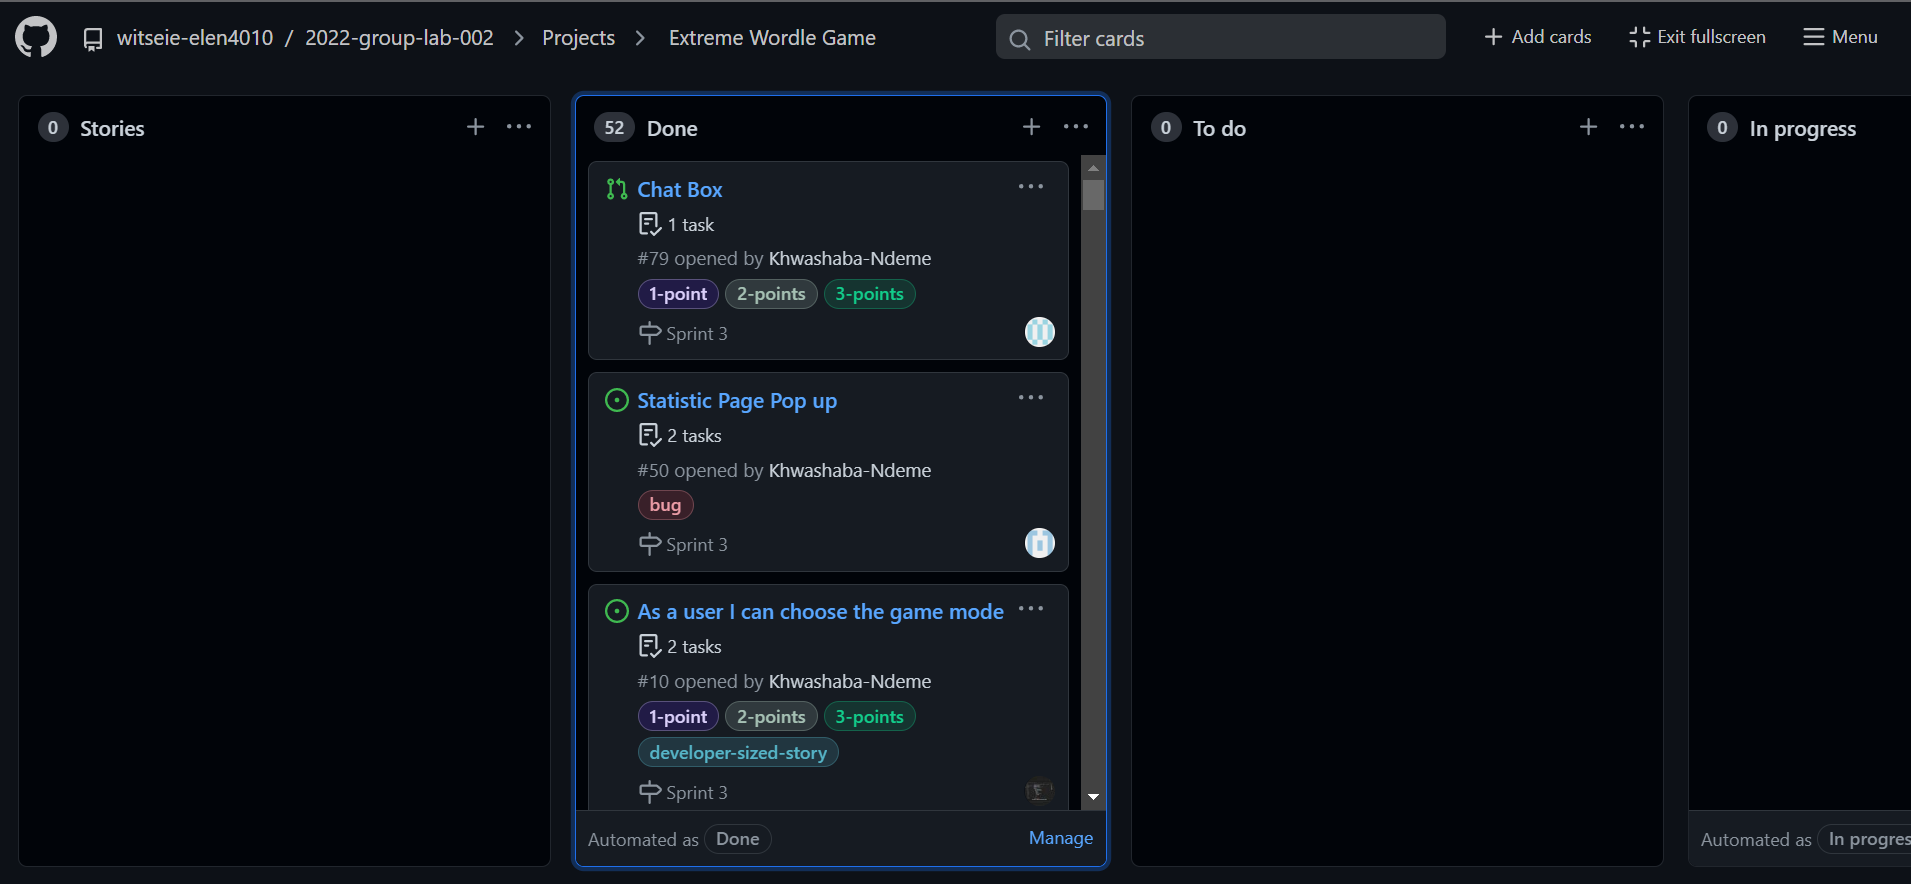 witseie-elen4010 / 2022-group-lab-002 > Projects > Extreme Wordle Game
Filter cards
Add cards
Exit fullscreen
Menu
0 Stories
52 Done
Chat Box
1 task
#79 opened by Khwashaba-Ndeme
1-point 2-points 3-points
Sprint 3
Statistic Page Pop up
2 tasks
#50 opened by Khwashaba-Ndeme
bug
Sprint 3
As a user I can choose the game mode
2 tasks
#10 opened by Khwashaba-Ndeme
1-point 2-points 3-points
developer-sized-story
Sprint 3
Automated as Done
Manage
0 To do
0 In progress
Automated as In progres